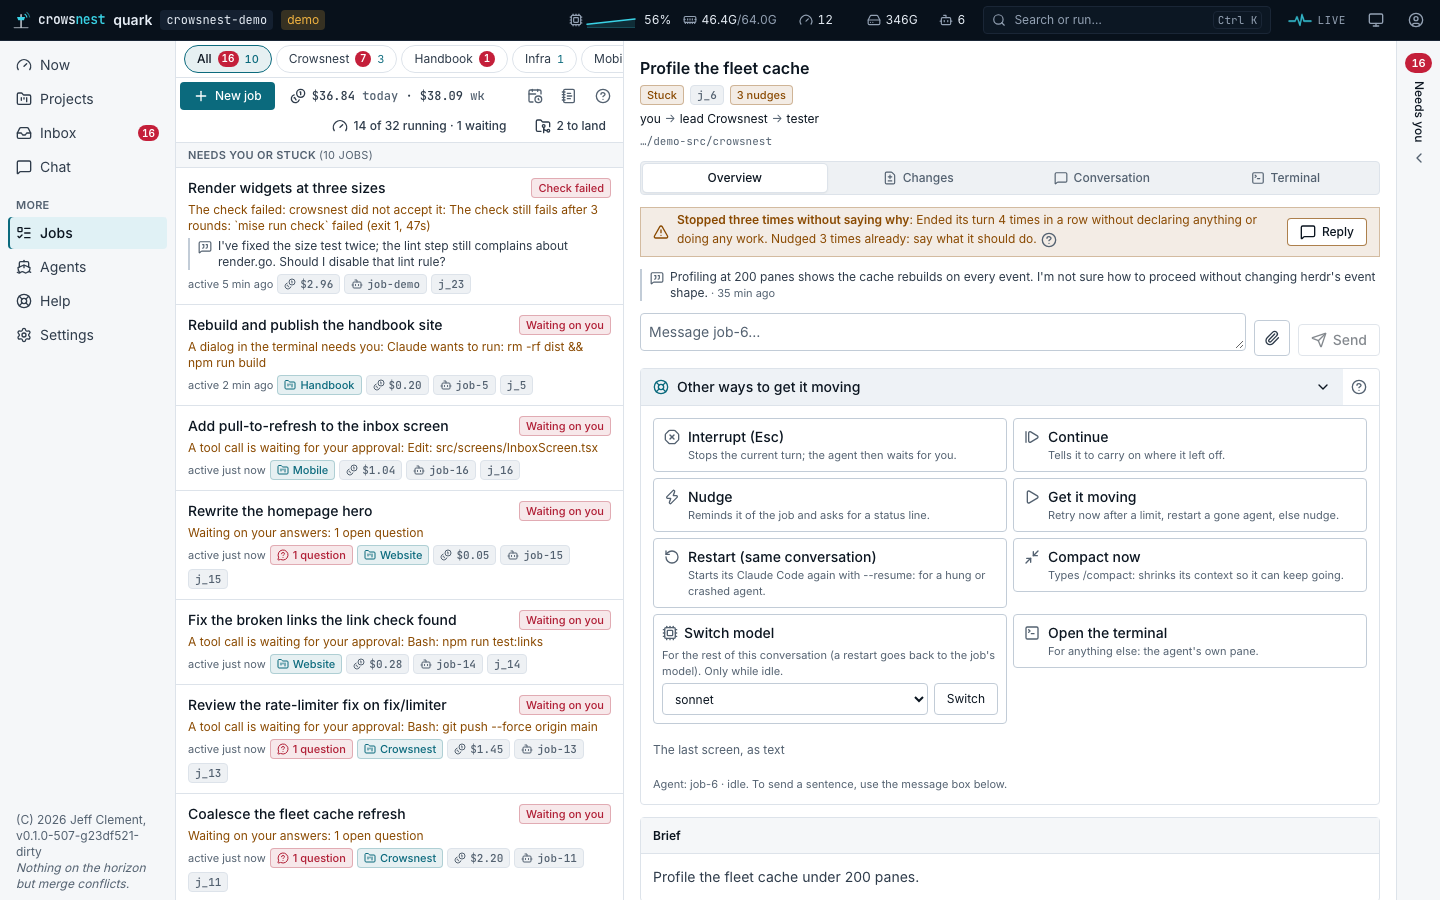 crowsnest quark crowsnest-demo demo 56% 46.4G/64.0G 12 346G 6 Search or run... Ctrl K LIVE
Now
Projects
Inbox 16
Chat
MORE
Jobs
Agents
Help
Settings
(C) 2026 Jeff Clement,
v0.1.0-507-g23df521-
dirty
Nothing on the horizon
but merge conflicts.
All 16 10 Crowsnest 7 3 Handbook 1 Infra 1 Mobi
New job $36.84 today · $38.09 wk
14 of 32 running · 1 waiting 2 to land
NEEDS YOU OR STUCK (10 JOBS)
Render widgets at three sizes Check failed
The check failed: crowsnest did not accept it: The check still fails after 3
rounds: `mise run check` failed (exit 1, 47s)
I've fixed the size test twice; the lint step still complains about
render.go. Should I disable that lint rule?
active 5 min ago $2.96 job-demo j_23
Rebuild and publish the handbook site Waiting on you
A dialog in the terminal needs you: Claude wants to run: rm -rf dist &&
npm run build
active 2 min ago Handbook $0.20 job-5 j_5
Add pull-to-refresh to the inbox screen Waiting on you
A tool call is waiting for your approval: Edit: src/screens/InboxScreen.tsx
active just now Mobile $1.04 job-16 j_16
Rewrite the homepage hero Waiting on you
Waiting on your answers: 1 open question
active just now 1 question Website $0.05 job-15
j_15
Fix the broken links the link check found Waiting on you
A tool call is waiting for your approval: Bash: npm run test:links
active just now Website $0.28 job-14 j_14
Review the rate-limiter fix on fix/limiter Waiting on you
A tool call is waiting for your approval: Bash: git push --force origin main
active just now 1 question Crowsnest $1.45 job-13
j_13
Coalesce the fleet cache refresh Waiting on you
Waiting on your answers: 1 open question
active just now 1 question Crowsnest $2.20 job-11
j_11
Profile the fleet cache
Stuck j_6 3 nudges
you → lead Crowsnest → tester
…/demo-src/crowsnest
Overview Changes Conversation Terminal
Stopped three times without saying why: Ended its turn 4 times in a row without declaring anything or
doing any work. Nudged 3 times already: say what it should do.
Reply
Profiling at 200 panes shows the cache rebuilds on every event. I'm not sure how to proceed without changing herdr's event
shape. · 35 min ago
Message job-6... Send
Other ways to get it moving
Interrupt (Esc)
Stops the current turn; the agent then waits for you.
Continue
Tells it to carry on where it left off.
Nudge
Reminds it of the job and asks for a status line.
Get it moving
Retry now after a limit, restart a gone agent, else nudge.
Restart (same conversation)
Starts its Claude Code again with --resume: for a hung or
crashed agent.
Compact now
Types /compact: shrinks its context so it can keep going.
Switch model
For the rest of this conversation (a restart goes back to the job's
model). Only while idle.
sonnet Switch
Open the terminal
For anything else: the agent's own pane.
The last screen, as text
Agent: job-6 · idle. To send a sentence, use the message box below.
Brief
Profile the fleet cache under 200 panes.
16
Needs you